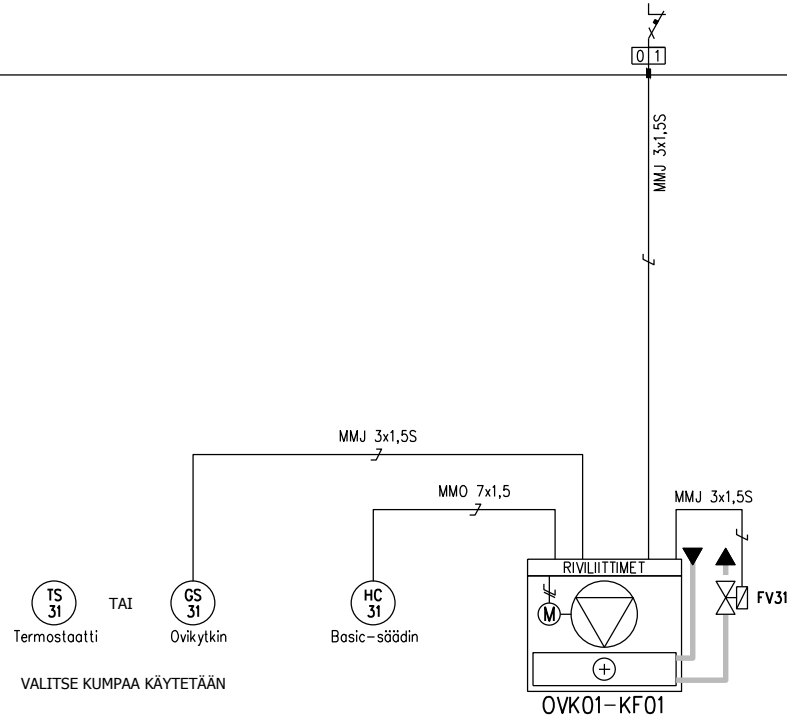 0 1
MMJ 3x1,5S
MMJ 3x1,5S
MMO 7x1,5
MMJ 3x1,5S
RIVILIITTIMET
TS
31
TAI
GS
31
HC
31
M
FV31
Termostaatti
Ovikytkin
Basic-säädin
VALITSE KUMPAA KÄYTETÄÄN
OVK01-KF01